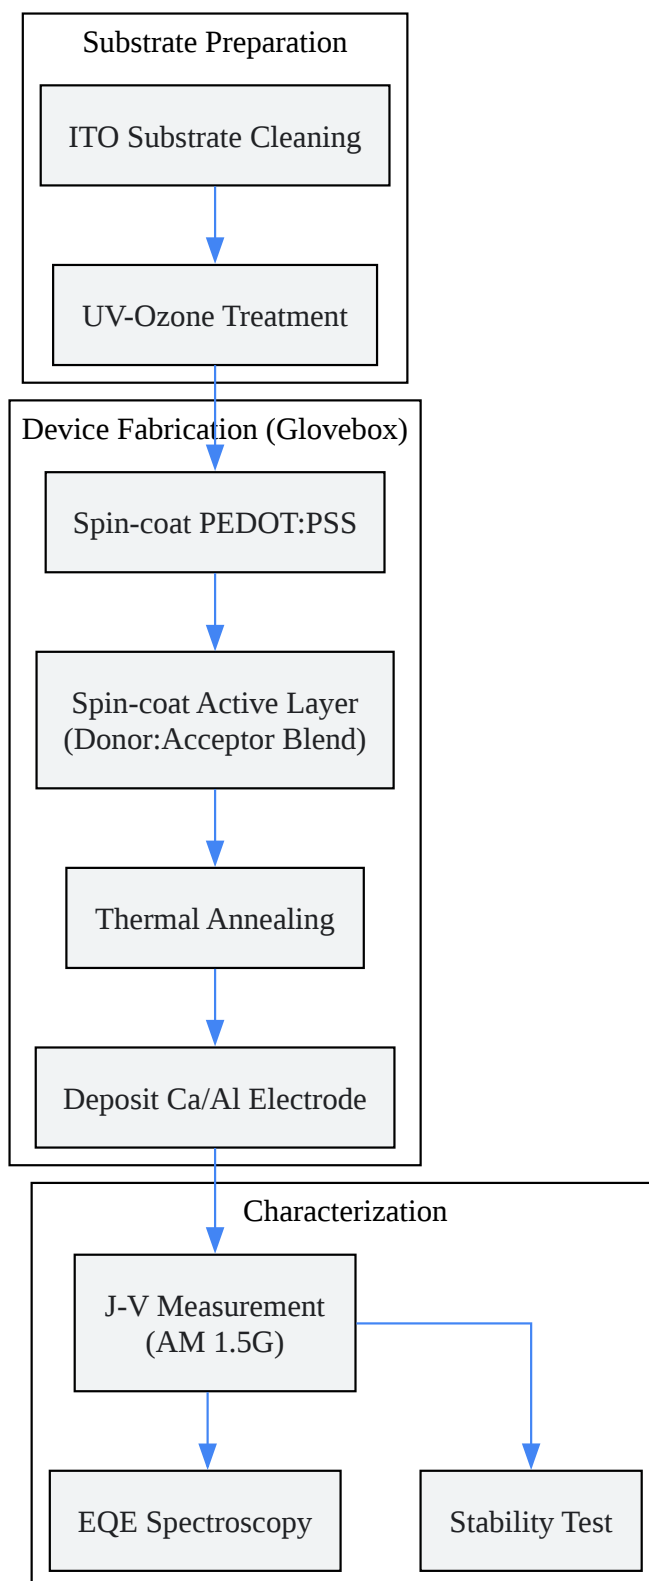 Substrate Preparation
ITO Substrate Cleaning
UV-Ozone Treatment
Device Fabrication (Glovebox)
Spin-coat PEDOT:PSS
Spin-coat Active Layer
(Donor:Acceptor Blend)
Thermal Annealing
Deposit Ca/Al Electrode
Characterization
J-V Measurement
(AM 1.5G)
EQE Spectroscopy
Stability Test